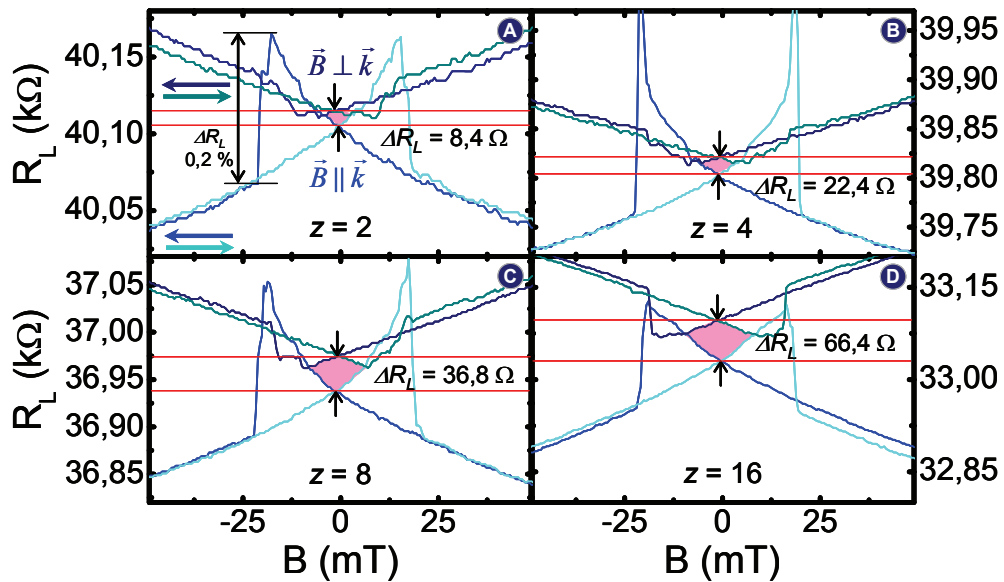 A
R_L (kΩ)
40,15
40,10
40,05
B⃗ ⊥ k⃗
ΔR_L
0,2 %
ΔR_L = 8,4 Ω
B⃗ ∥ k⃗
z = 2
B
39,95
39,90
39,85
39,80
39,75
ΔR_L = 22,4 Ω
z = 4
C
R_L (kΩ)
37,05
37,00
36,95
36,90
36,85
ΔR_L = 36,8 Ω
z = 8
-25 0 25
B (mT)
D
33,15
33,00
32,85
ΔR_L = 66,4 Ω
z = 16
-25 0 25
B (mT)